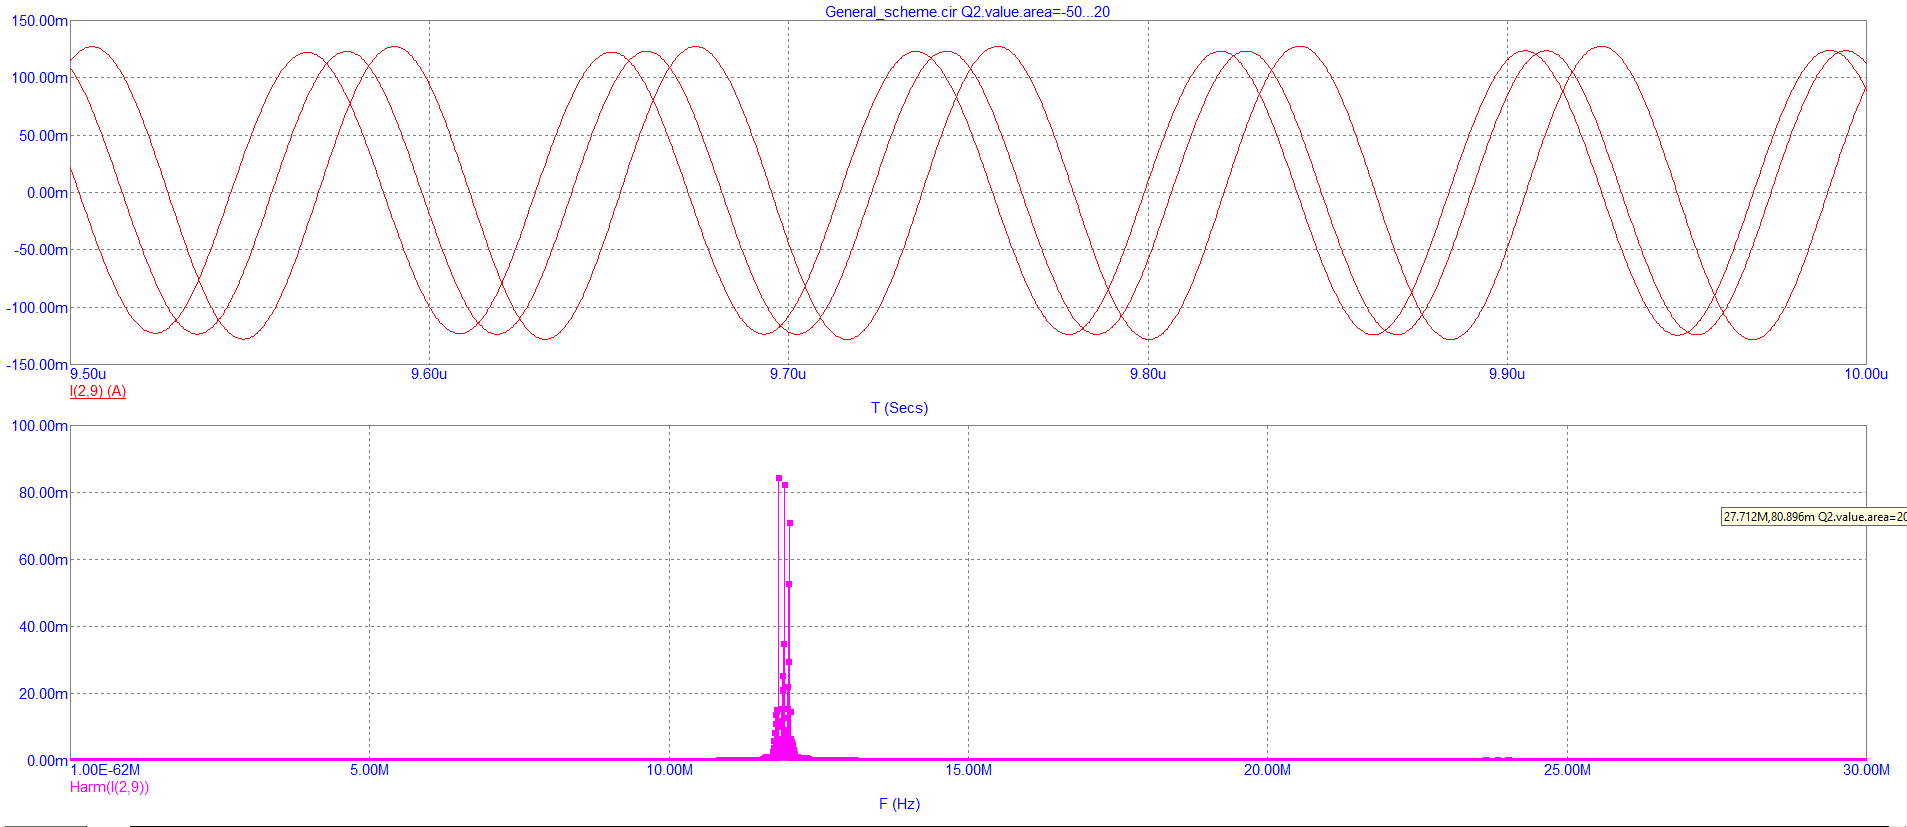 General_scheme.cir Q2.value.area=-50...20
150.00m
100.00m
50.00m
0.00m
-50.00m
-100.00m
-150.00m
9.50u 9.60u 9.70u 9.80u 9.90u 10.00u
I(2,9) (A)
T (Secs)
100.00m
80.00m
27.712M,80.896m Q2.value.area=20
60.00m
40.00m
20.00m
0.00m
1.00E-62M 5.00M 10.00M 15.00M 20.00M 25.00M 30.00M
Harm(I(2,9))
F (Hz)